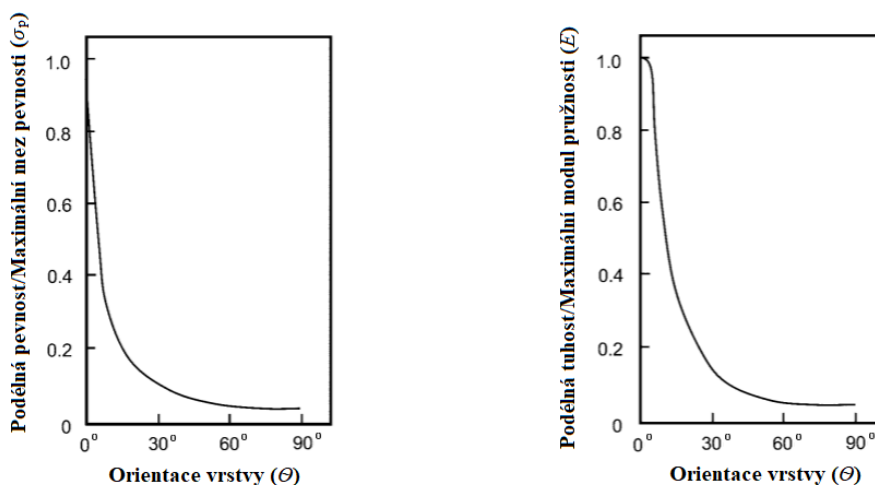 Podélná pevnost/Maximální mez pevnosti (σp)
1.0
0.8
0.6
0.4
0.2
0
0° 30° 60° 90°
Orientace vrstvy (Θ)
Podélná tuhost/Maximální modul pružnosti (E)
1.0
0.8
0.6
0.4
0.2
0
0° 30° 60° 90°
Orientace vrstvy (Θ)